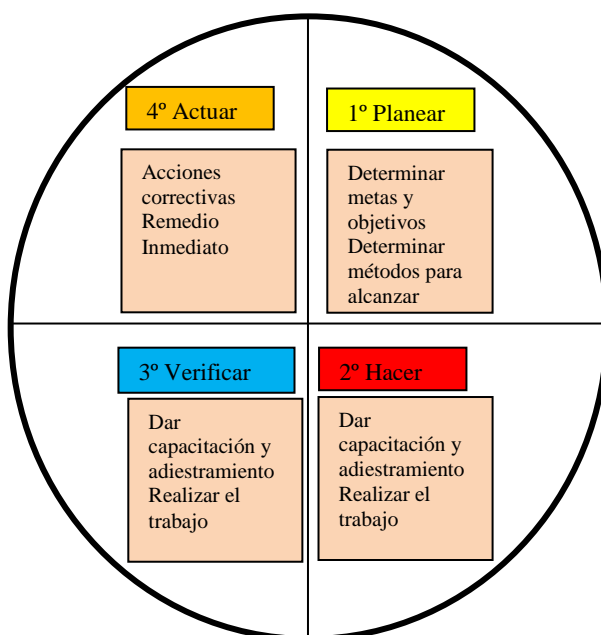 4º Actuar
Acciones
correctivas
Remedio
Inmediato
1º Planear
Determinar
metas y
objetivos
Determinar
métodos para
alcanzar
3º Verificar
Dar
capacitación y
adiestramiento
Realizar el
trabajo
2º Hacer
Dar
capacitación y
adiestramiento
Realizar el
trabajo